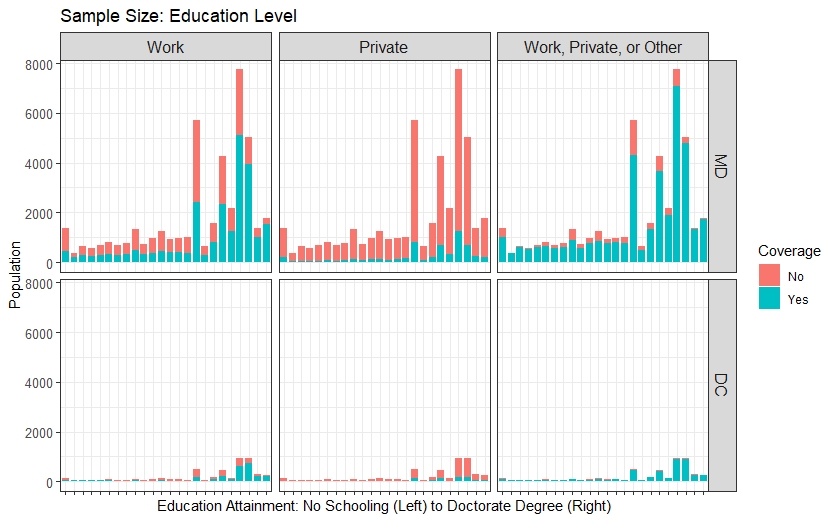 Sample Size: Education Level
Work
Private
Work, Private, or Other
8000
6000
4000
2000
0
MD
Population
8000
6000
4000
2000
0
DC
Coverage
No
Yes
Education Attainment: No Schooling (Left) to Doctorate Degree (Right)